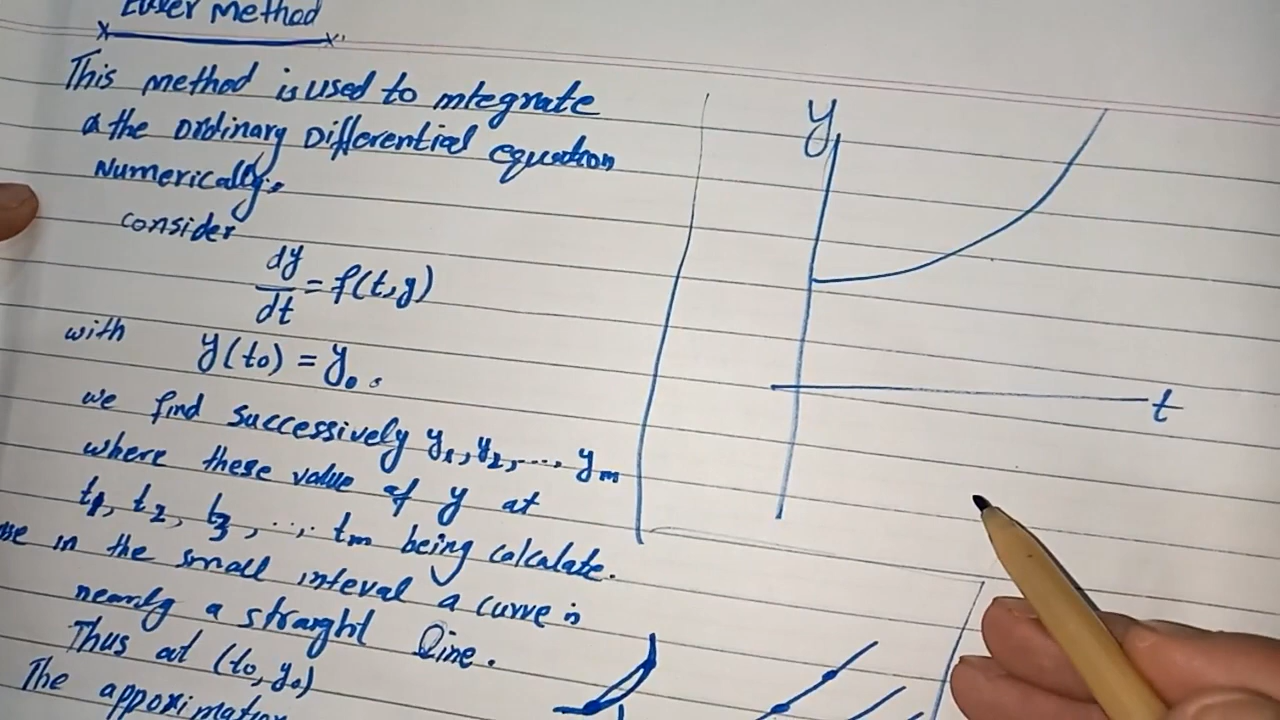 Euler Method
This method is used to integrate
the ordinary Differential equation
Numerically.
consider
dy/dt = f(t,y)
with y(t0) = y0.
we find successively y1, y2, ..., ym
where these value of y at
t1, t2, t3, ..., tm being calculate.
in the small inteval a curve is
nearly a straight line.
Thus at (t0, y0)
The appoximation
y
t